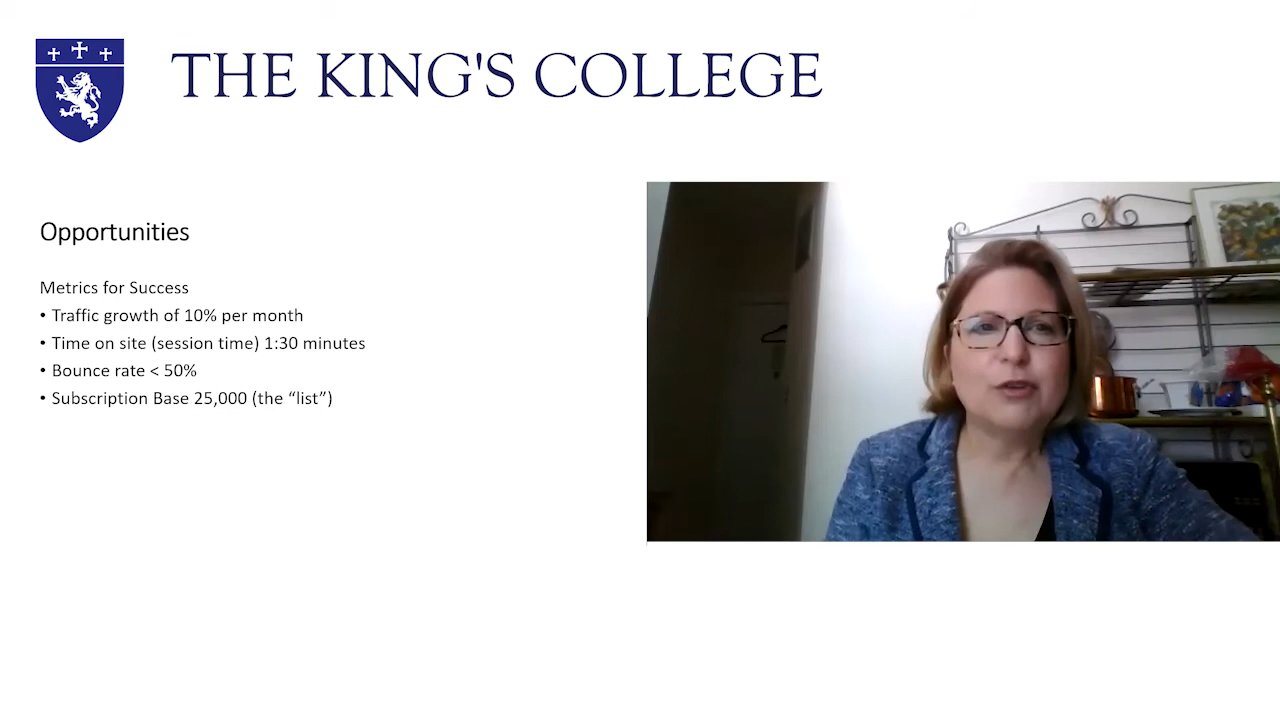 THE KING'S COLLEGE
Opportunities
Metrics for Success
• Traffic growth of 10% per month
• Time on site (session time) 1:30 minutes
• Bounce rate < 50%
• Subscription Base 25,000 (the “list”)